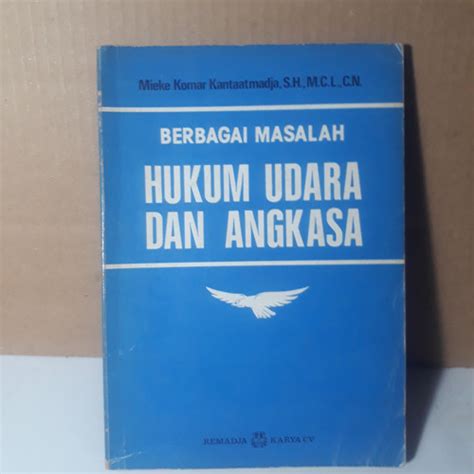 Mieke Komar Kantaatmadja, S.H., M.C.L., C.N.
BERBAGAI MASALAH
HUKUM UDARA
DAN ANGKASA
REMADJA KARYA CV